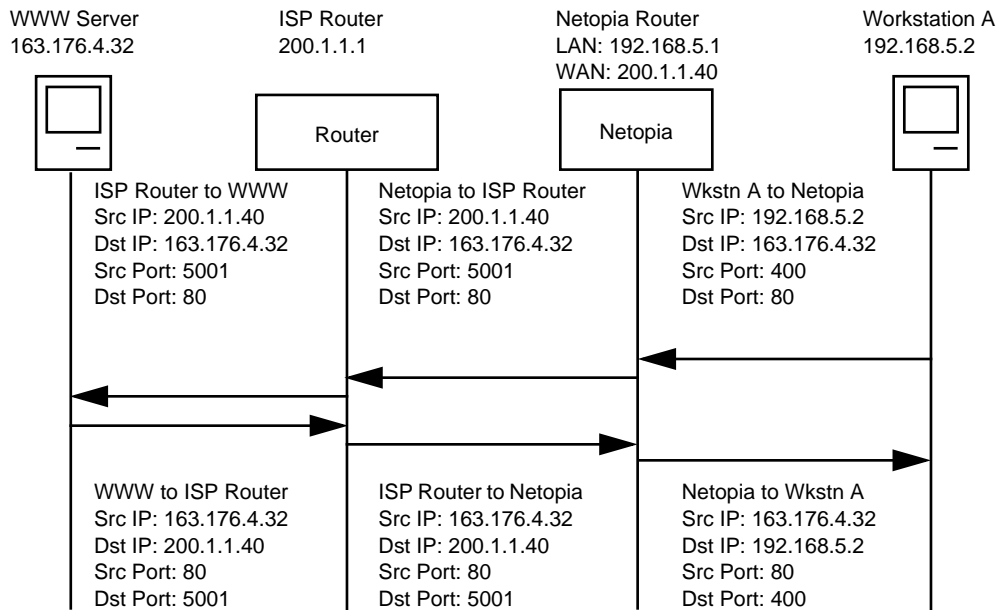 WWW Server
163.176.4.32
ISP Router
200.1.1.1
Netopia Router
LAN: 192.168.5.1
WAN: 200.1.1.40
Workstation A
192.168.5.2
Router
Netopia
ISP Router to WWW
Src IP: 200.1.1.40
Dst IP: 163.176.4.32
Src Port: 5001
Dst Port: 80
Netopia to ISP Router
Src IP: 200.1.1.40
Dst IP: 163.176.4.32
Src Port: 5001
Dst Port: 80
Wkstn A to Netopia
Src IP: 192.168.5.2
Dst IP: 163.176.4.32
Src Port: 400
Dst Port: 80
WWW to ISP Router
Src IP: 163.176.4.32
Dst IP: 200.1.1.40
Src Port: 80
Dst Port: 5001
ISP Router to Netopia
Src IP: 163.176.4.32
Dst IP: 200.1.1.40
Src Port: 80
Dst Port: 5001
Netopia to Wkstn A
Src IP: 163.176.4.32
Dst IP: 192.168.5.2
Src Port: 80
Dst Port: 400